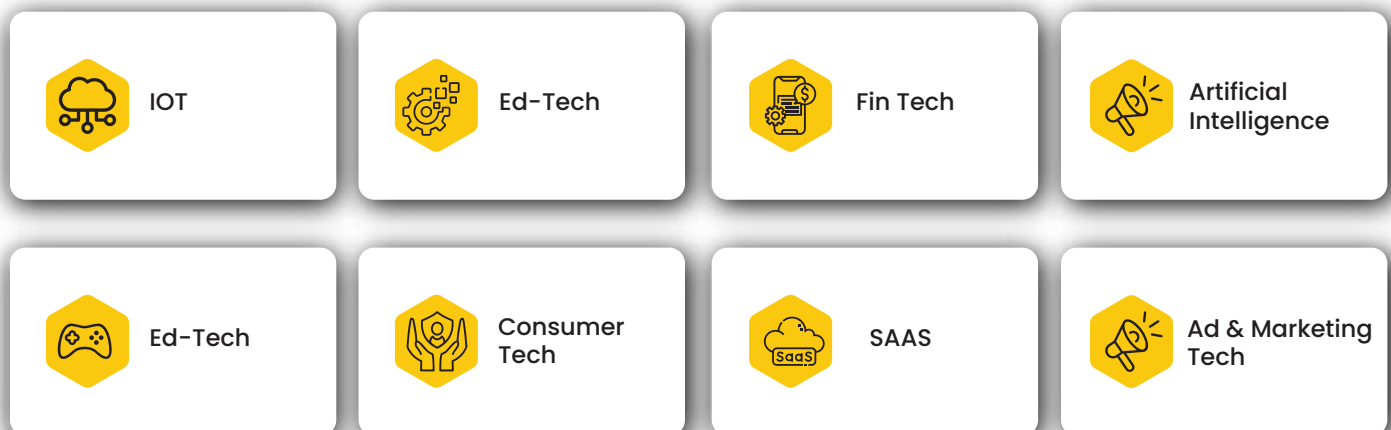 IOT
Ed-Tech
Fin Tech
Artificial
Intelligence
Ed-Tech
Consumer
Tech
SAAS
SaaS
Ad & Marketing
Tech